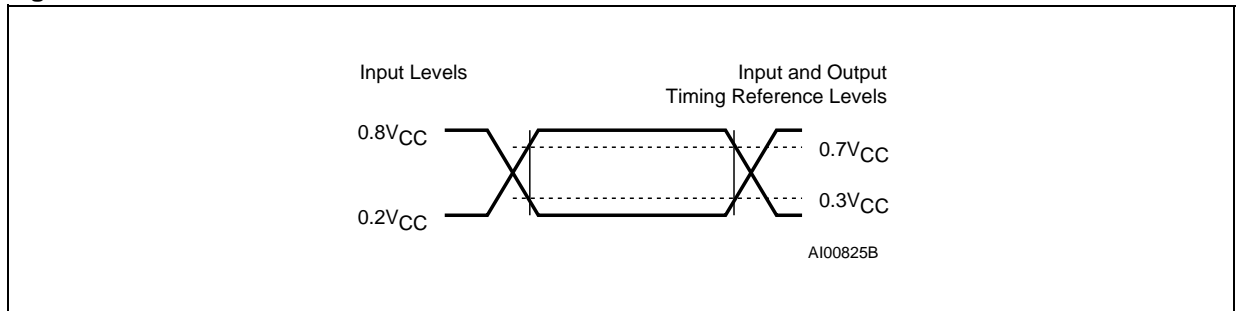 Input Levels
Input and Output
Timing Reference Levels
0.8VCC
0.7VCC
0.3VCC
0.2VCC
AI00825B